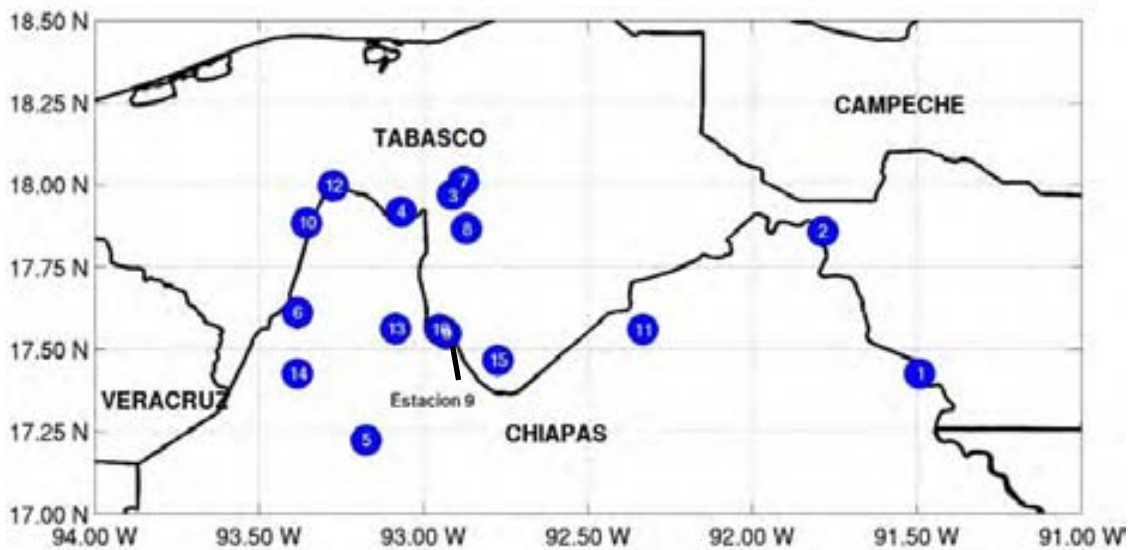 18.50 N
18.25 N
CAMPECHE
TABASCO
18.00 N
7
12
3
4
10
8
2
17.75 N
6
13
9
11
17.50 N
15
14
1
VERACRUZ
Estacion 9
17.25 N
5
CHIAPAS
17.00 N
94.00 W
93.50 W
93.00 W
92.50 W
92.00 W
91.50 W
91.00 W